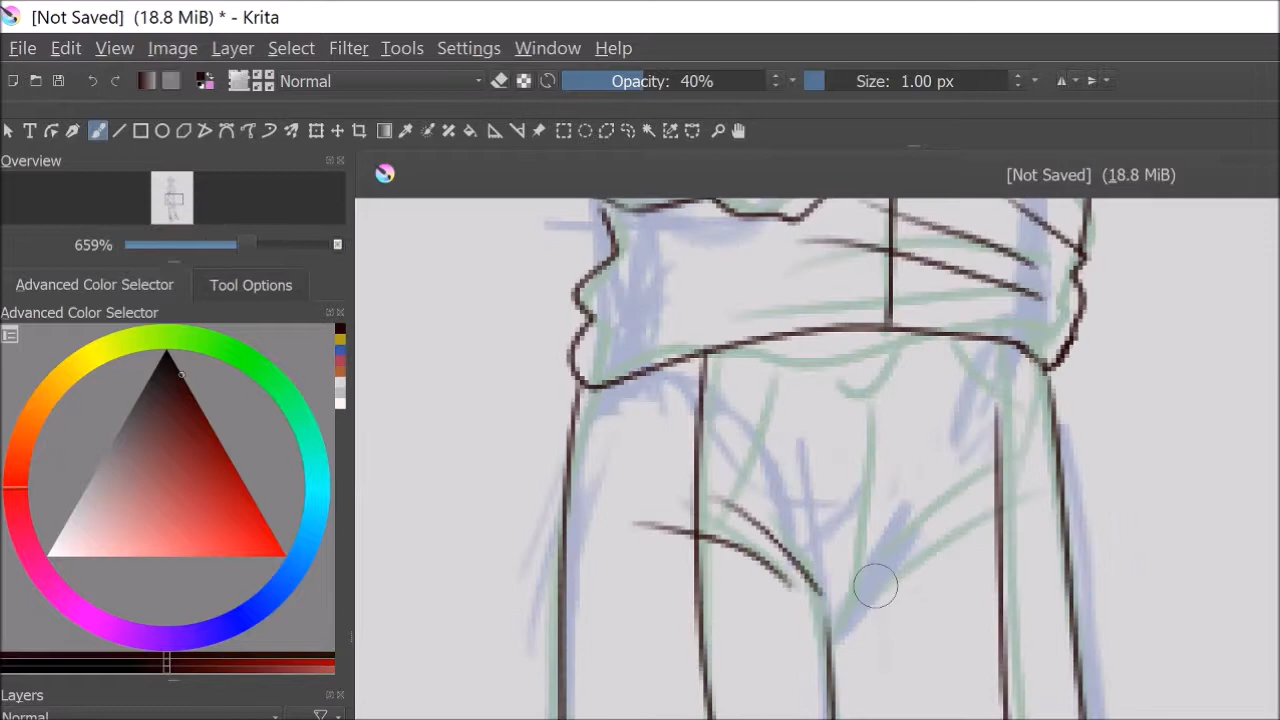 [Not Saved]  (18.8 MiB) * - Krita
File Edit View Image Layer Select Filter Tools Settings Window Help
Normal Opacity: 40% Size: 1.00 px
Overview
[Not Saved]  (18.8 MiB)
659%
Advanced Color Selector Tool Options
Advanced Color Selector
Layers
Normal